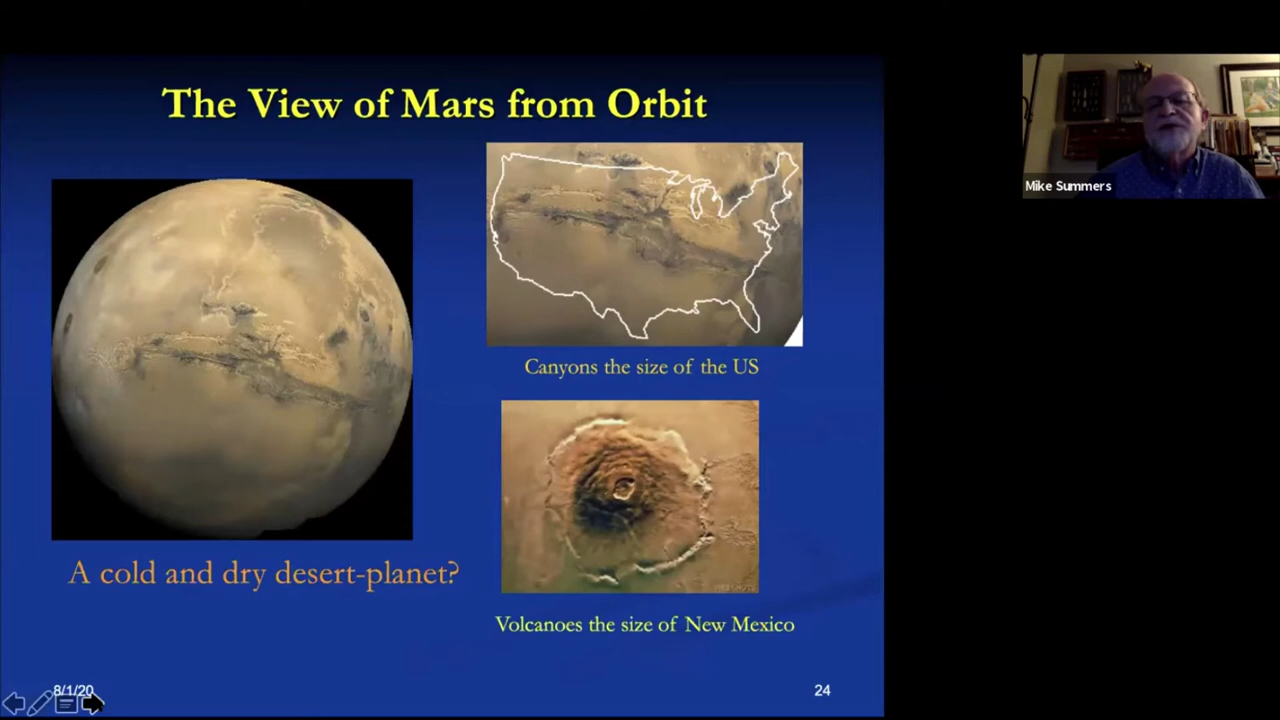 The View of Mars from Orbit
Mike Summers
Canyons the size of the US
A cold and dry desert-planet?
Volcanoes the size of New Mexico
8/1/20
24